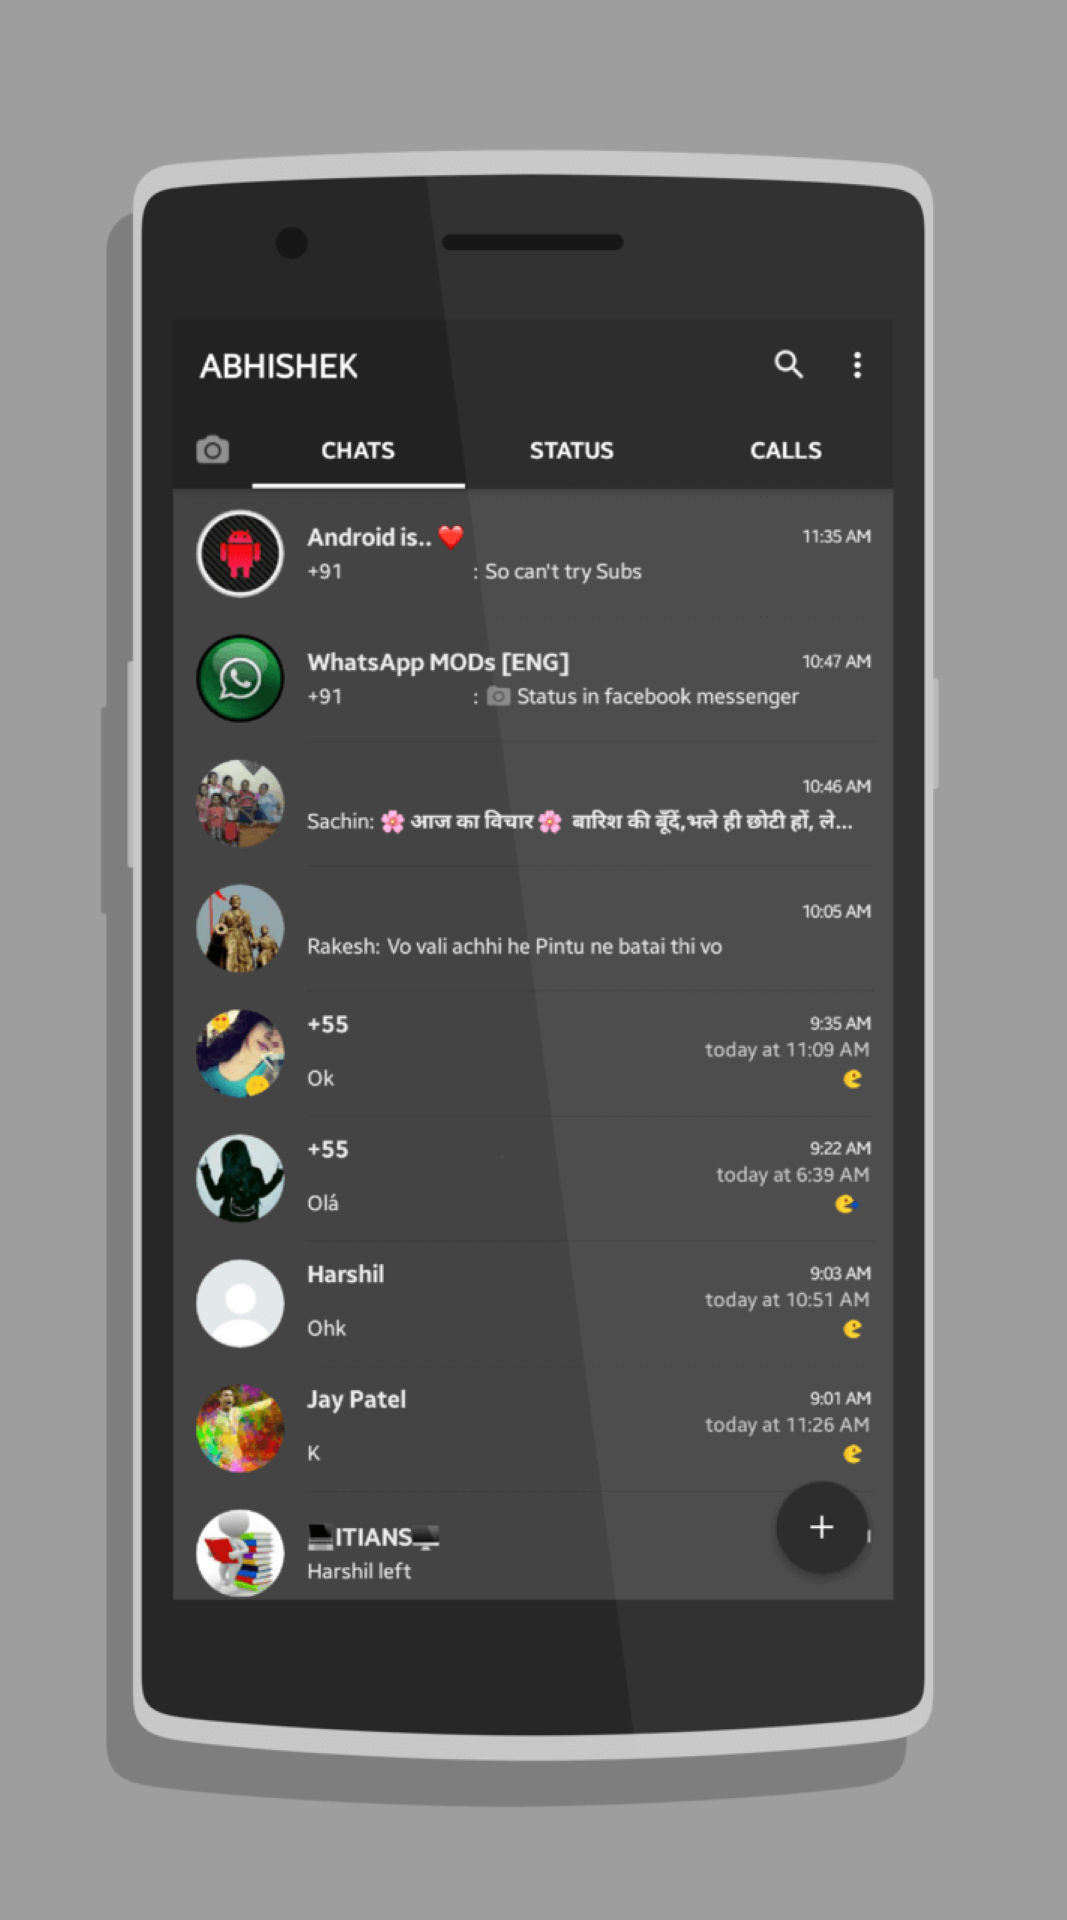 ABHISHEK
CHATS STATUS CALLS
Android is.. ❤️ 11:35 AM
+91 : So can't try Subs
WhatsApp MODs [ENG] 10:47 AM
+91 : 📷 Status in facebook messenger
10:46 AM
Sachin: 🌸 आज का विचार 🌸 बारिश की बूँदें,भले ही छोटी हों, ले...
10:05 AM
Rakesh: Vo vali achhi he Pintu ne batai thi vo
+55 9:35 AM
today at 11:09 AM
Ok
+55 9:22 AM
today at 6:39 AM
Olá
Harshil 9:03 AM
today at 10:51 AM
Ohk
Jay Patel 9:01 AM
today at 11:26 AM
K
💻ITIANS🖥️
Harshil left